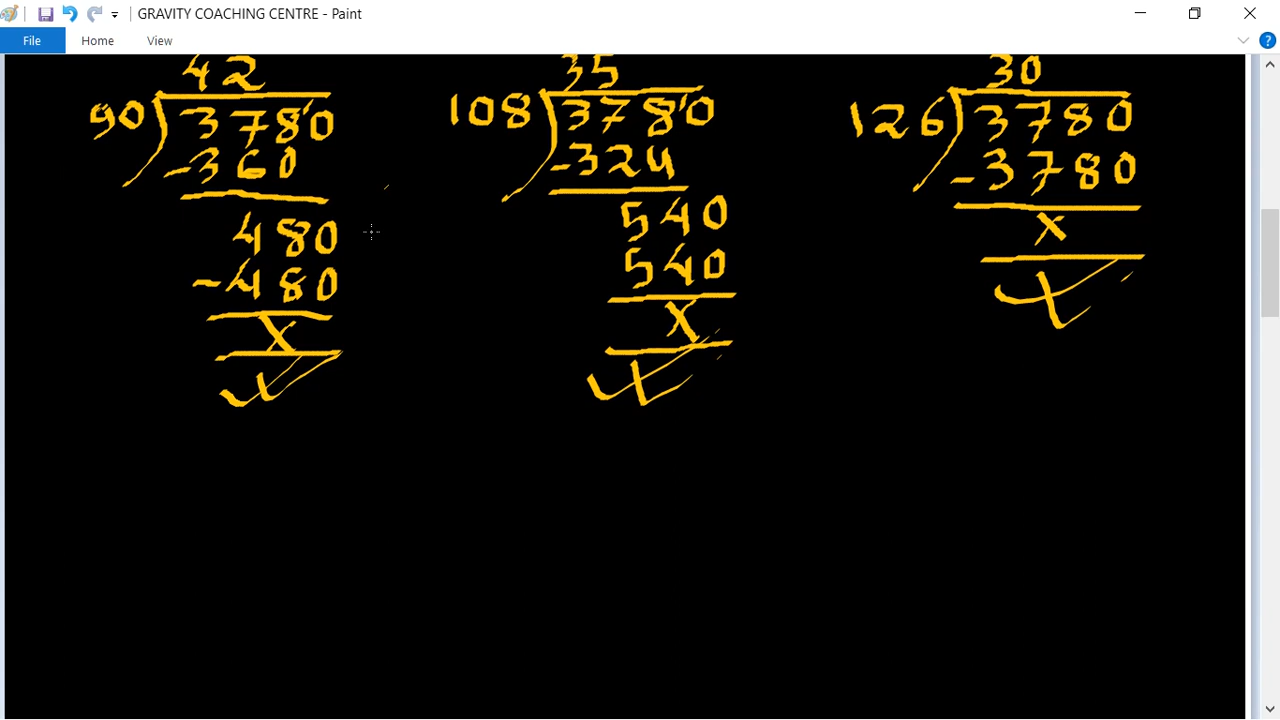 GRAVITY COACHING CENTRE - Paint
File Home View
42
90)3780
-360
480
-480
x
35
108)3780
-324
540
540
x
30
126)3780
-3780
x